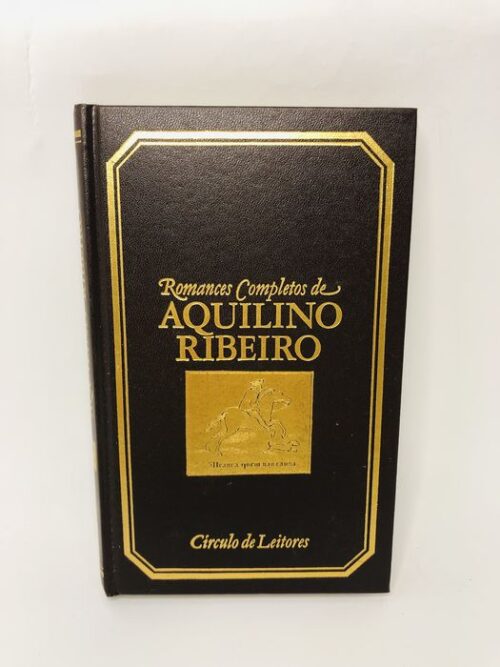 Romances Completos de
AQUILINO
RIBEIRO
Círculo de Leitores